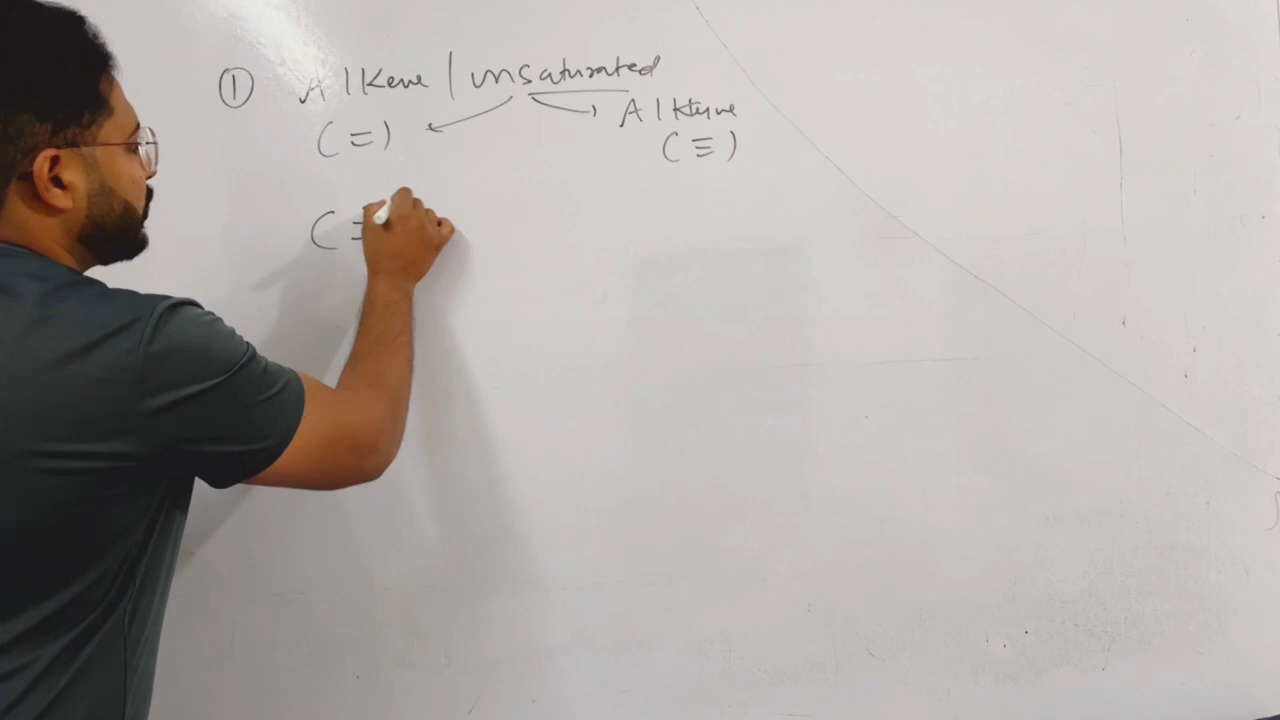 ① Alkene / unsaturated
Alkyne
(=) (≡)
(=